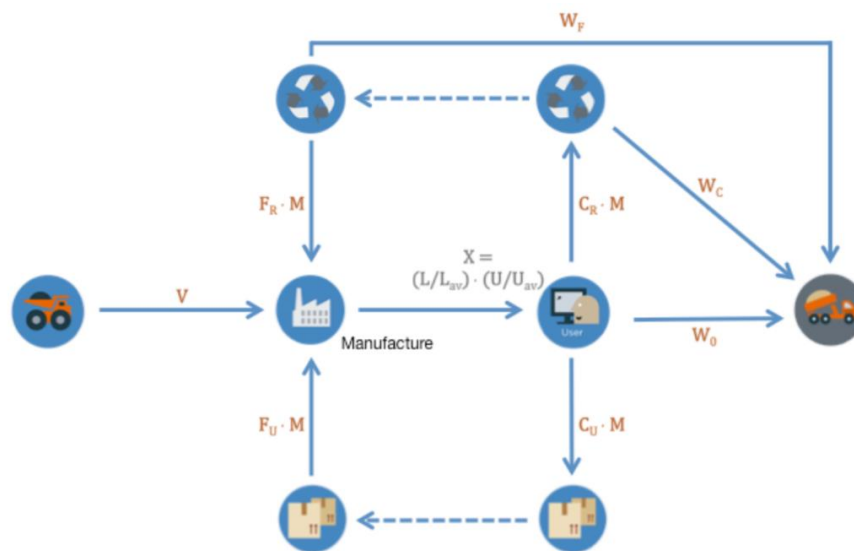 W_F
W_C
F_R · M
C_R · M
X =
(L/L_av) · (U/U_av)
V
User
W_0
Manufacture
F_U · M
C_U · M